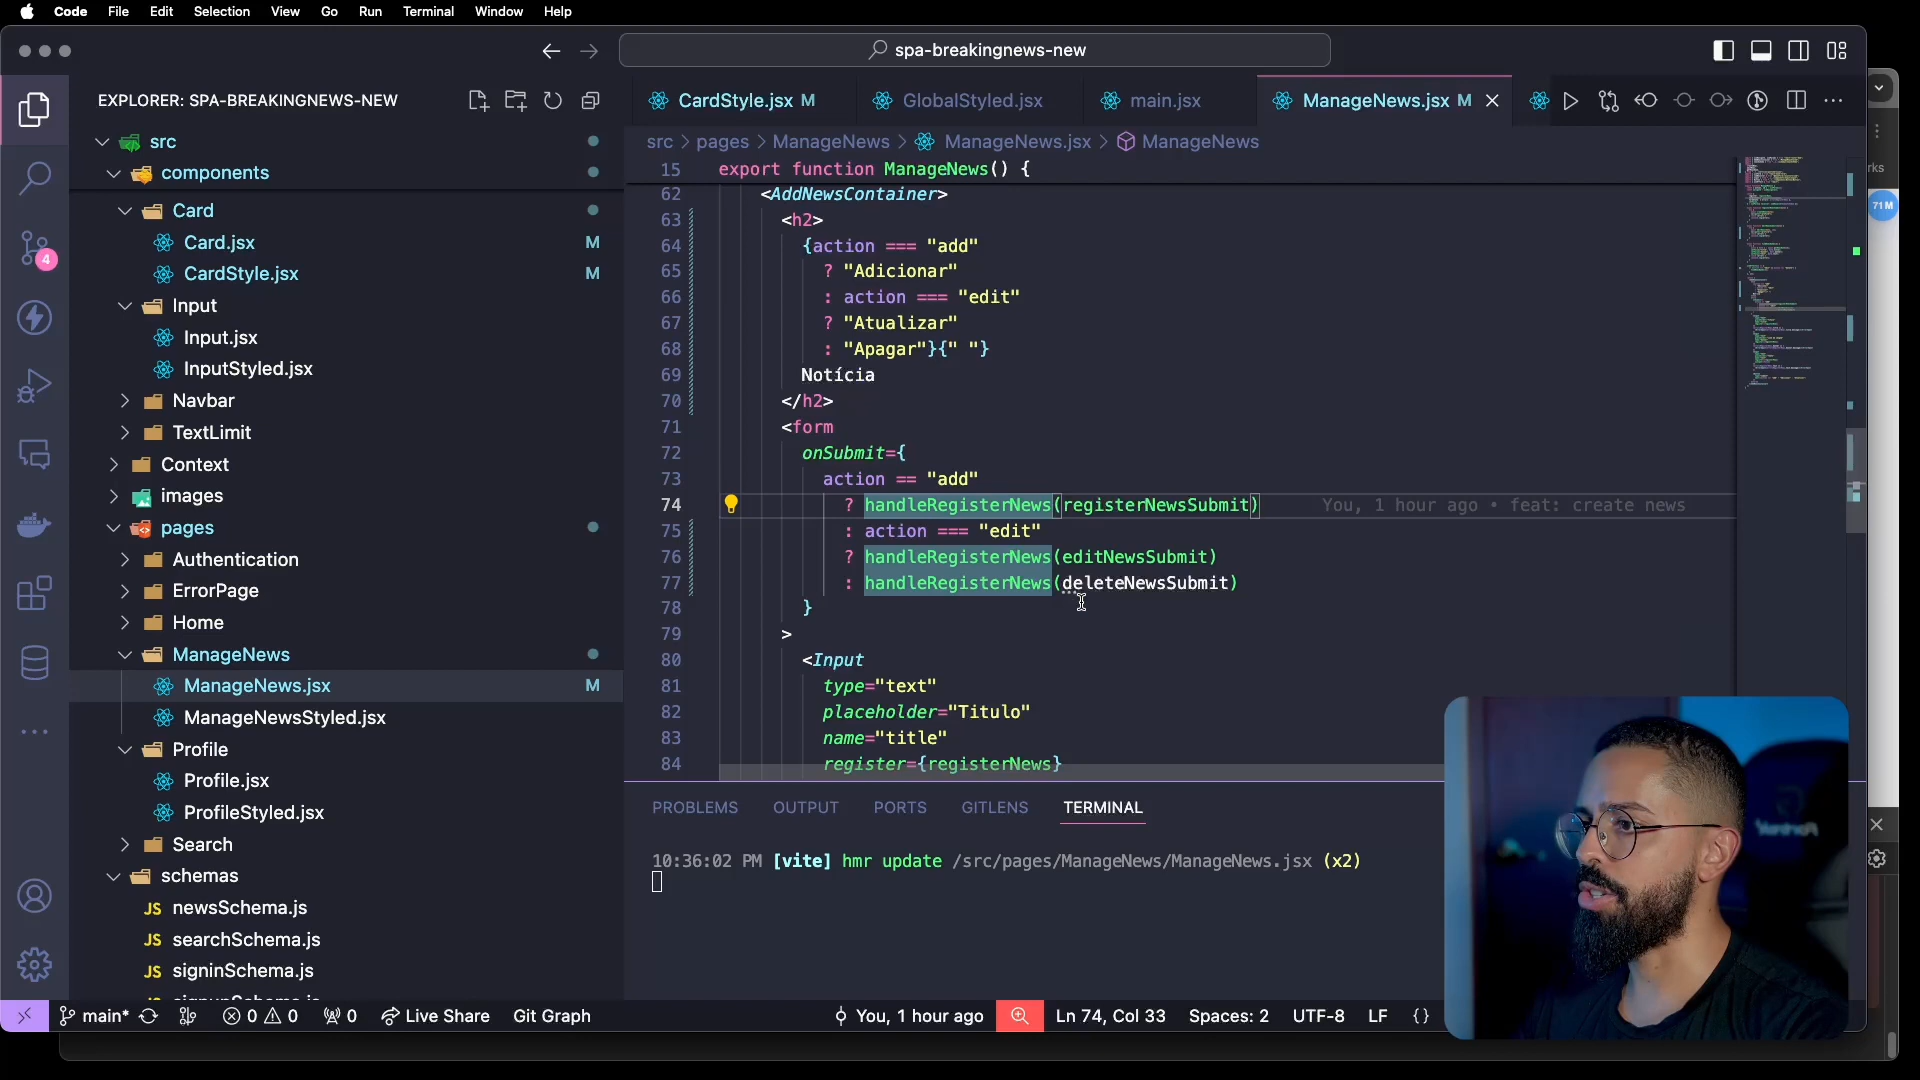 Code File Edit Selection View Go Run Terminal Window Help
spa-breakingnews-new
EXPLORER: SPA-BREAKINGNEWS-NEW
src
components
Card
Card.jsx M
CardStyle.jsx M
Input
Input.jsx
InputStyled.jsx
Navbar
TextLimit
Context
images
pages
Authentication
ErrorPage
Home
ManageNews
ManageNews.jsx M
ManageNewsStyled.jsx
Profile
Profile.jsx
ProfileStyled.jsx
Search
schemas
JS newsSchema.js
JS searchSchema.js
JS signinSchema.js
4
CardStyle.jsx M GlobalStyled.jsx main.jsx ManageNews.jsx M
src > pages > ManageNews > ManageNews.jsx > ManageNews
15 export function ManageNews() {
62 <AddNewsContainer>
63 <h2>
64 {action === "add"
65 ? "Adicionar"
66 : action === "edit"
67 ? "Atualizar"
68 : "Apagar"}{" "}
69 Notícia
70 </h2>
71 <form
72 onSubmit={
73 action == "add"
74 ? handleRegisterNews(registerNewsSubmit) You, 1 hour ago • feat: create news
75 : action === "edit"
76 ? handleRegisterNews(editNewsSubmit)
77 : handleRegisterNews(deleteNewsSubmit)
78 }
79 >
80 <Input
81 type="text"
82 placeholder="Titulo"
83 name="title"
84 register={registerNews}
PROBLEMS OUTPUT PORTS GITLENS TERMINAL
10:36:02 PM [vite] hmr update /src/pages/ManageNews/ManageNews.jsx (x2)
main* 0 0 0 Live Share Git Graph You, 1 hour ago Ln 74, Col 33 Spaces: 2 UTF-8 LF {}
rks
71M